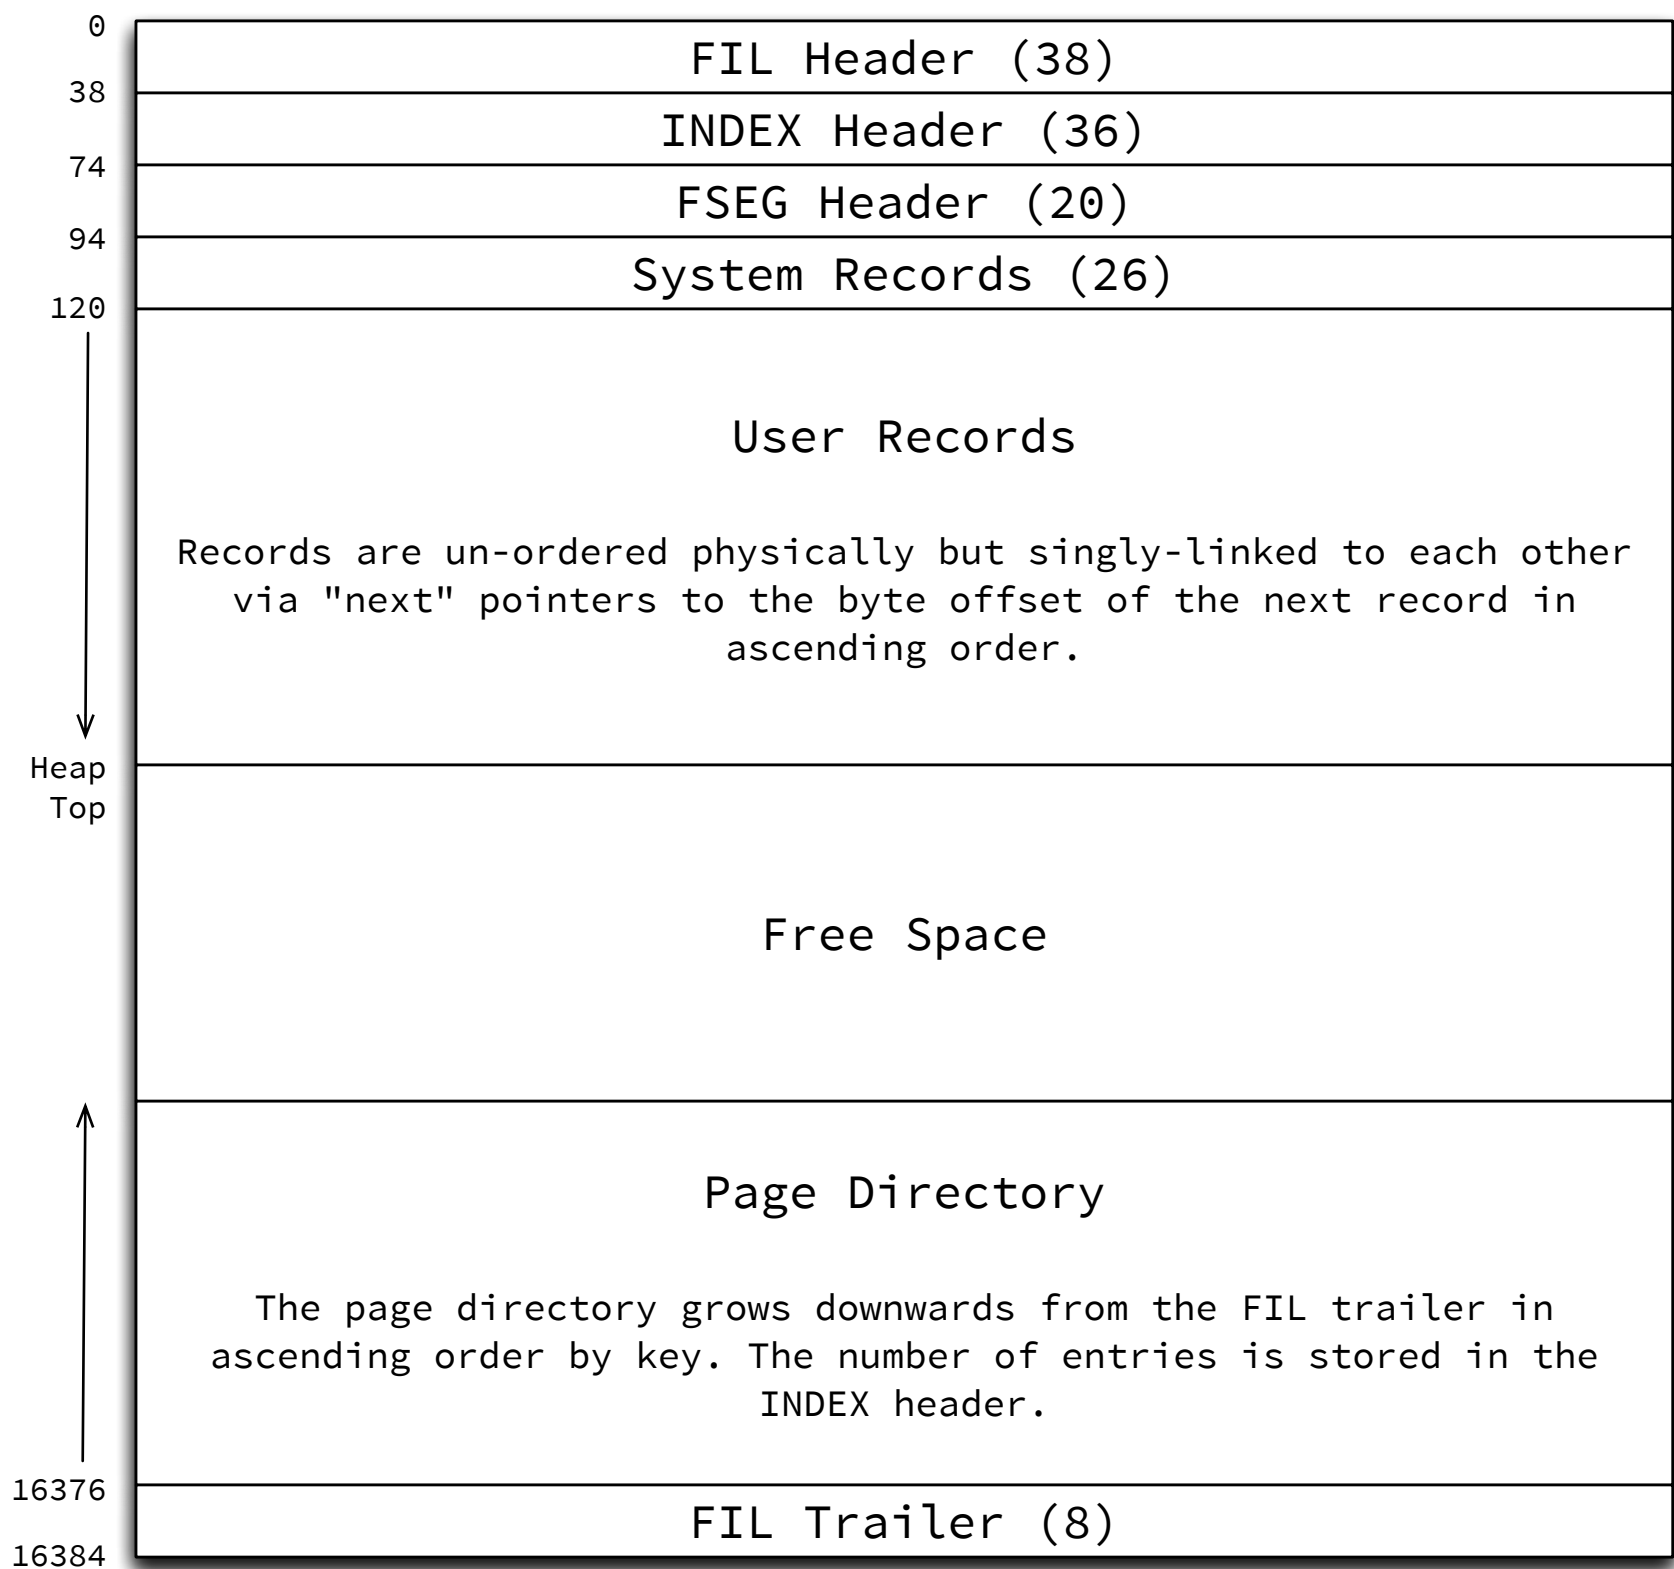 0
FIL Header (38)
38
INDEX Header (36)
74
FSEG Header (20)
94
System Records (26)
120
User Records
Records are un-ordered physically but singly-linked to each other
via "next" pointers to the byte offset of the next record in
ascending order.
Heap
Top
Free Space
Page Directory
The page directory grows downwards from the FIL trailer in
ascending order by key. The number of entries is stored in the
INDEX header.
16376
FIL Trailer (8)
16384